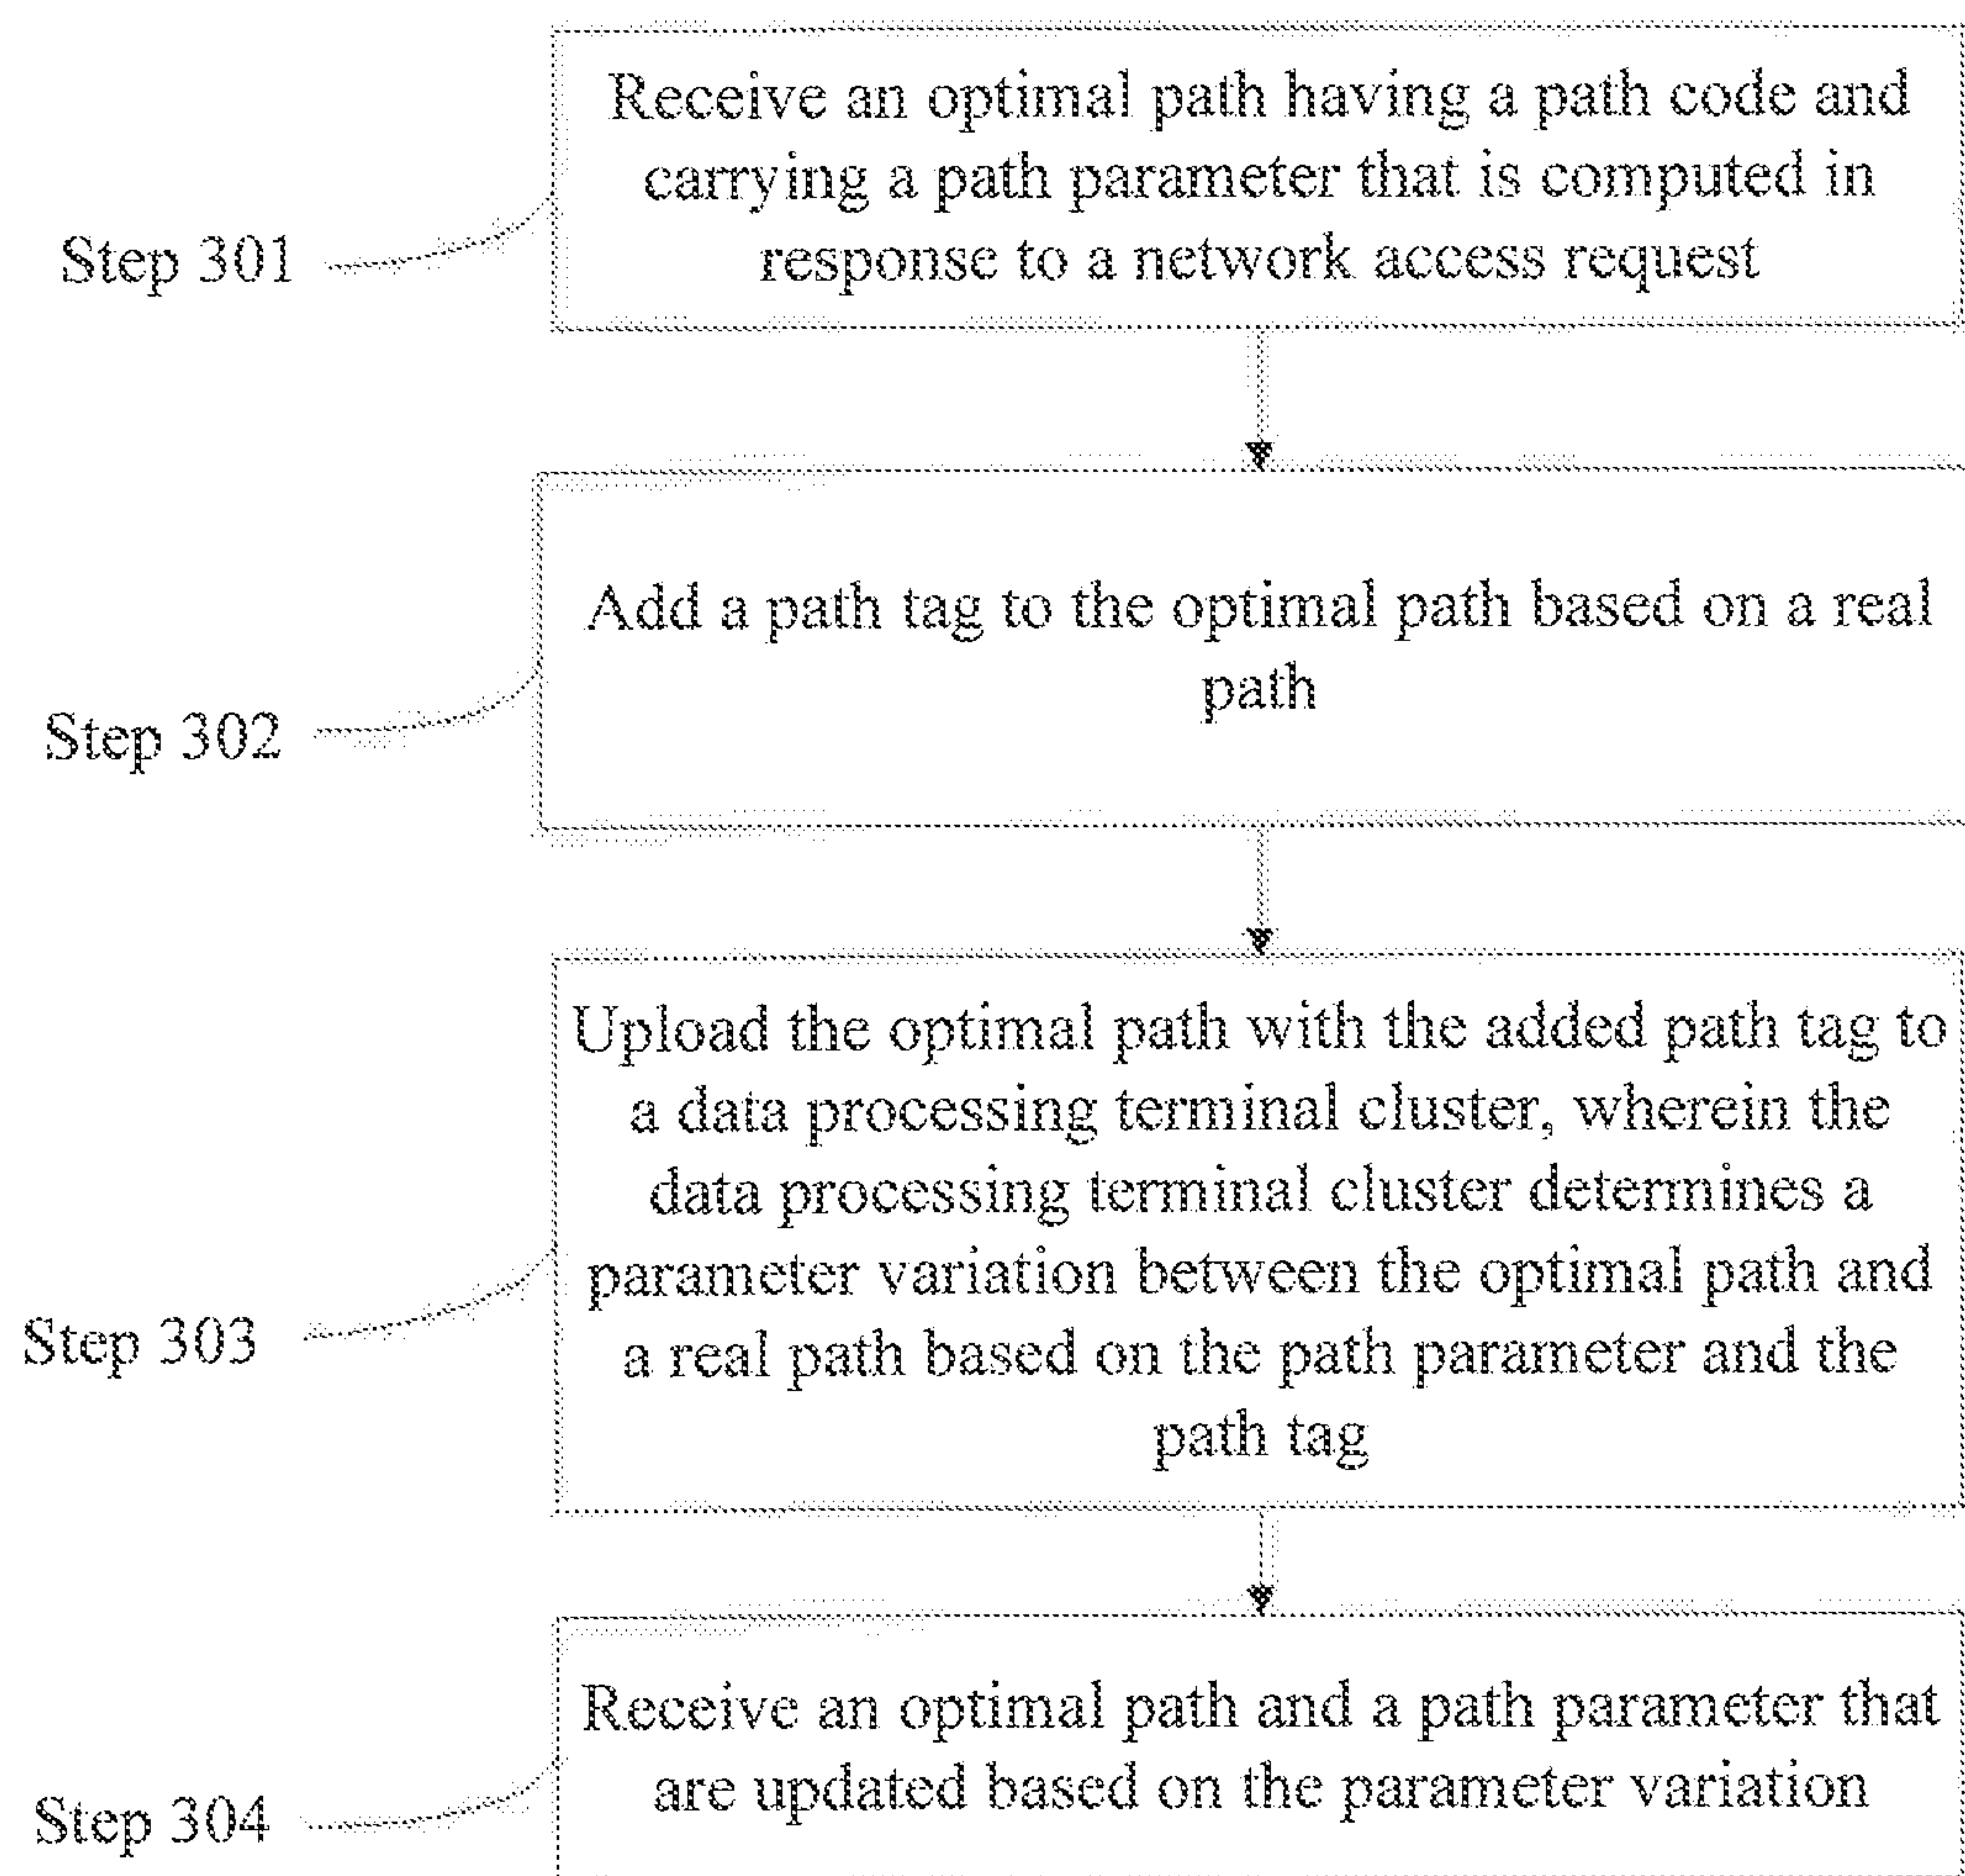 Receive an optimal path having a path code and
carrying a path parameter that is computed in
response to a network access request
Step 301
Add a path tag to the optimal path based on a real
path
Step 302
Upload the optimal path with the added path tag to
a data processing terminal cluster, wherein the
data processing terminal cluster determines a
parameter variation between the optimal path and
a real path based on the path parameter and the
path tag
Step 303
Receive an optimal path and a path parameter that
are updated based on the parameter variation
Step 304